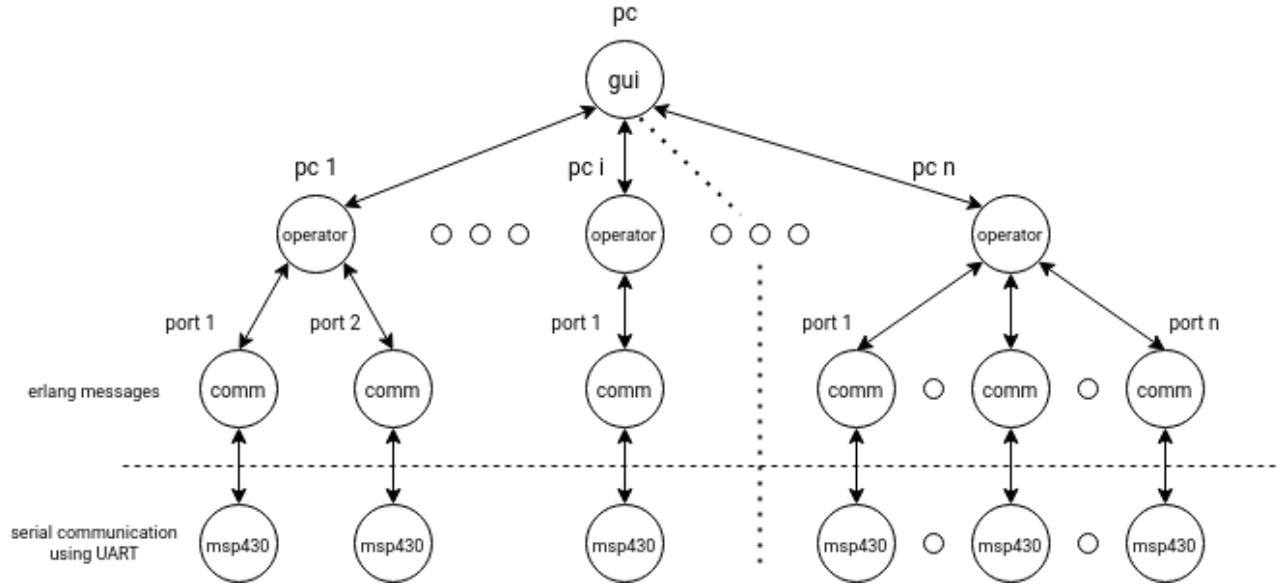 pc
gui
pc 1
pc i
pc n
operator
operator
operator
port 1
port 2
port 1
port 1
port n
erlang messages
comm
comm
comm
comm
comm
comm
serial communication
using UART
msp430
msp430
msp430
msp430
msp430
msp430